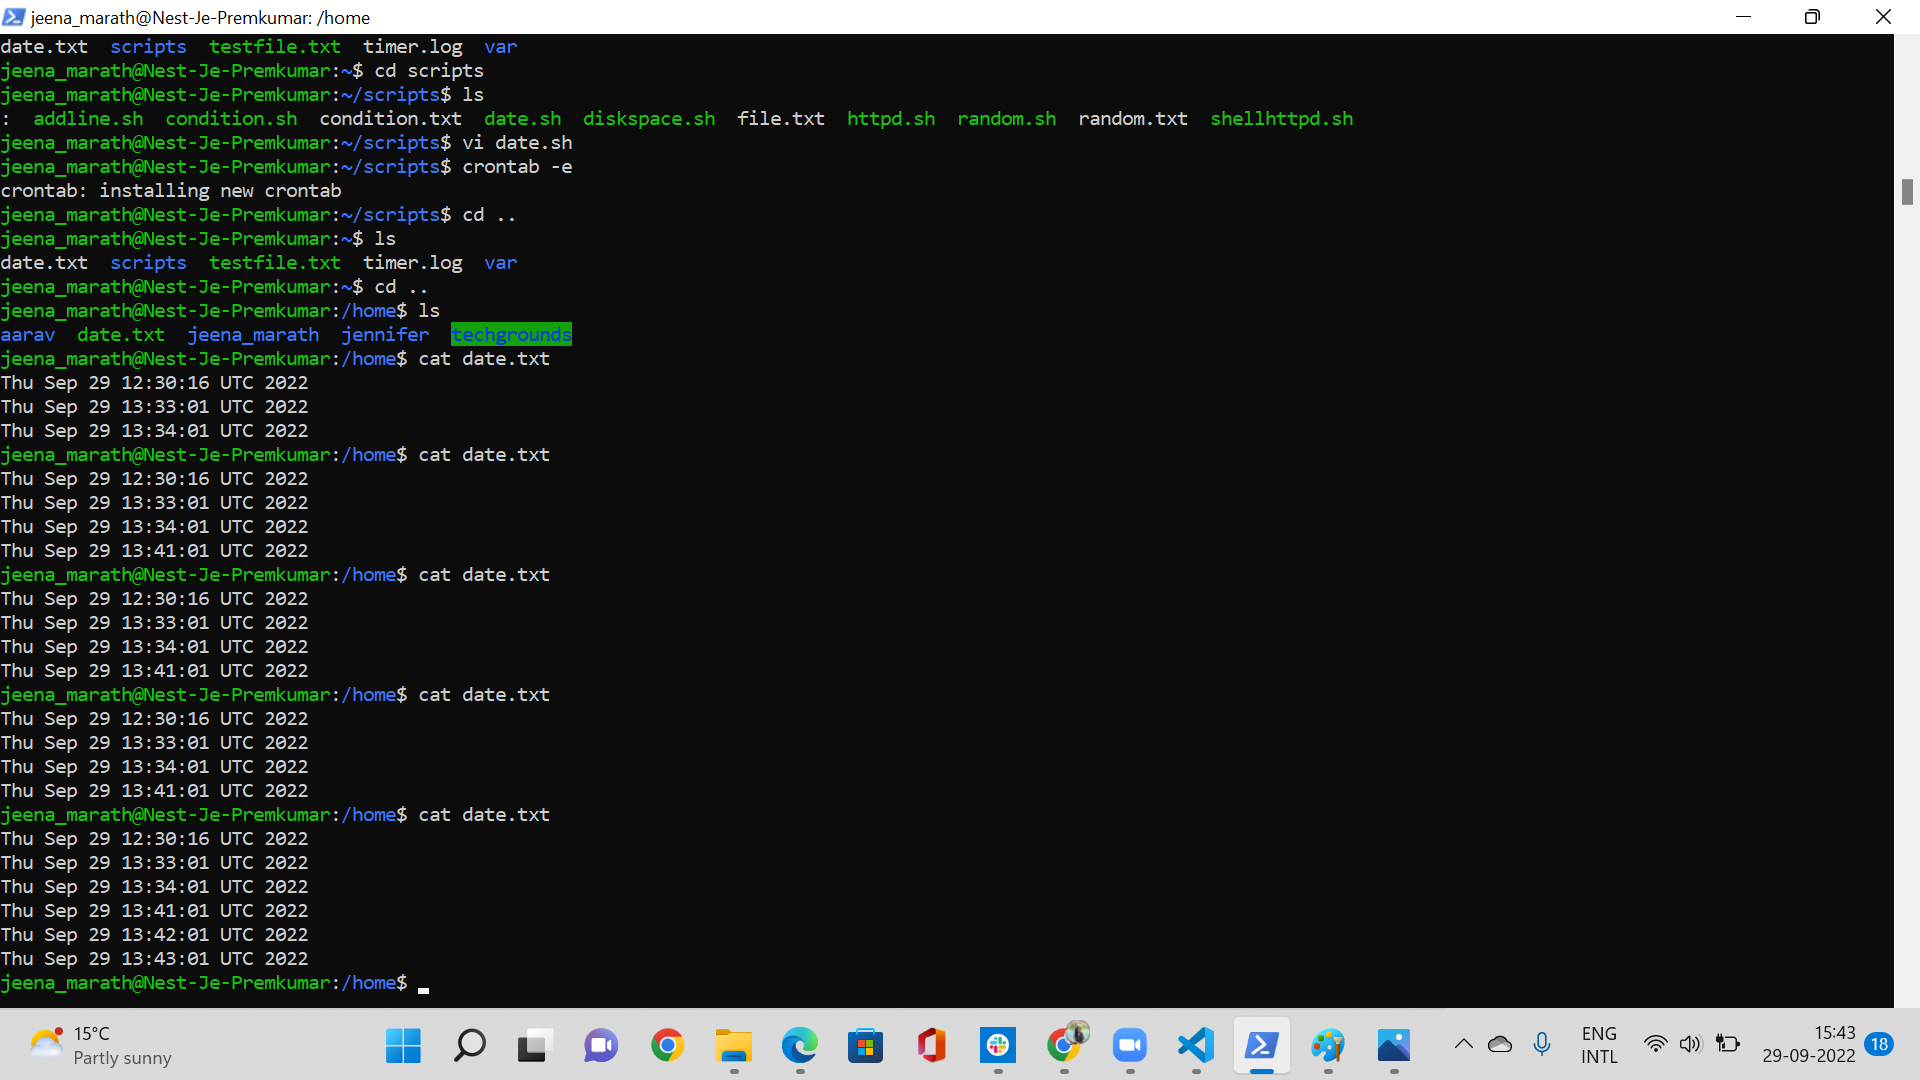 jeena_marath@Nest-Je-Premkumar: /home
date.txt  scripts  testfile.txt  timer.log  var
jeena_marath@Nest-Je-Premkumar:~$ cd scripts
jeena_marath@Nest-Je-Premkumar:~/scripts$ ls
:  addline.sh  condition.sh  condition.txt  date.sh  diskspace.sh  file.txt  httpd.sh  random.sh  random.txt  shellhttpd.sh
jeena_marath@Nest-Je-Premkumar:~/scripts$ vi date.sh
jeena_marath@Nest-Je-Premkumar:~/scripts$ crontab -e
crontab: installing new crontab
jeena_marath@Nest-Je-Premkumar:~/scripts$ cd ..
jeena_marath@Nest-Je-Premkumar:~$ ls
date.txt  scripts  testfile.txt  timer.log  var
jeena_marath@Nest-Je-Premkumar:~$ cd ..
jeena_marath@Nest-Je-Premkumar:/home$ ls
aarav  date.txt  jeena_marath  jennifer  techgrounds
jeena_marath@Nest-Je-Premkumar:/home$ cat date.txt
Thu Sep 29 12:30:16 UTC 2022
Thu Sep 29 13:33:01 UTC 2022
Thu Sep 29 13:34:01 UTC 2022
jeena_marath@Nest-Je-Premkumar:/home$ cat date.txt
Thu Sep 29 12:30:16 UTC 2022
Thu Sep 29 13:33:01 UTC 2022
Thu Sep 29 13:34:01 UTC 2022
Thu Sep 29 13:41:01 UTC 2022
jeena_marath@Nest-Je-Premkumar:/home$ cat date.txt
Thu Sep 29 12:30:16 UTC 2022
Thu Sep 29 13:33:01 UTC 2022
Thu Sep 29 13:34:01 UTC 2022
Thu Sep 29 13:41:01 UTC 2022
jeena_marath@Nest-Je-Premkumar:/home$ cat date.txt
Thu Sep 29 12:30:16 UTC 2022
Thu Sep 29 13:33:01 UTC 2022
Thu Sep 29 13:34:01 UTC 2022
Thu Sep 29 13:41:01 UTC 2022
jeena_marath@Nest-Je-Premkumar:/home$ cat date.txt
Thu Sep 29 12:30:16 UTC 2022
Thu Sep 29 13:33:01 UTC 2022
Thu Sep 29 13:34:01 UTC 2022
Thu Sep 29 13:41:01 UTC 2022
Thu Sep 29 13:42:01 UTC 2022
Thu Sep 29 13:43:01 UTC 2022
jeena_marath@Nest-Je-Premkumar:/home$
15°C
Partly sunny
ENG
INTL
15:43
29-09-2022
18